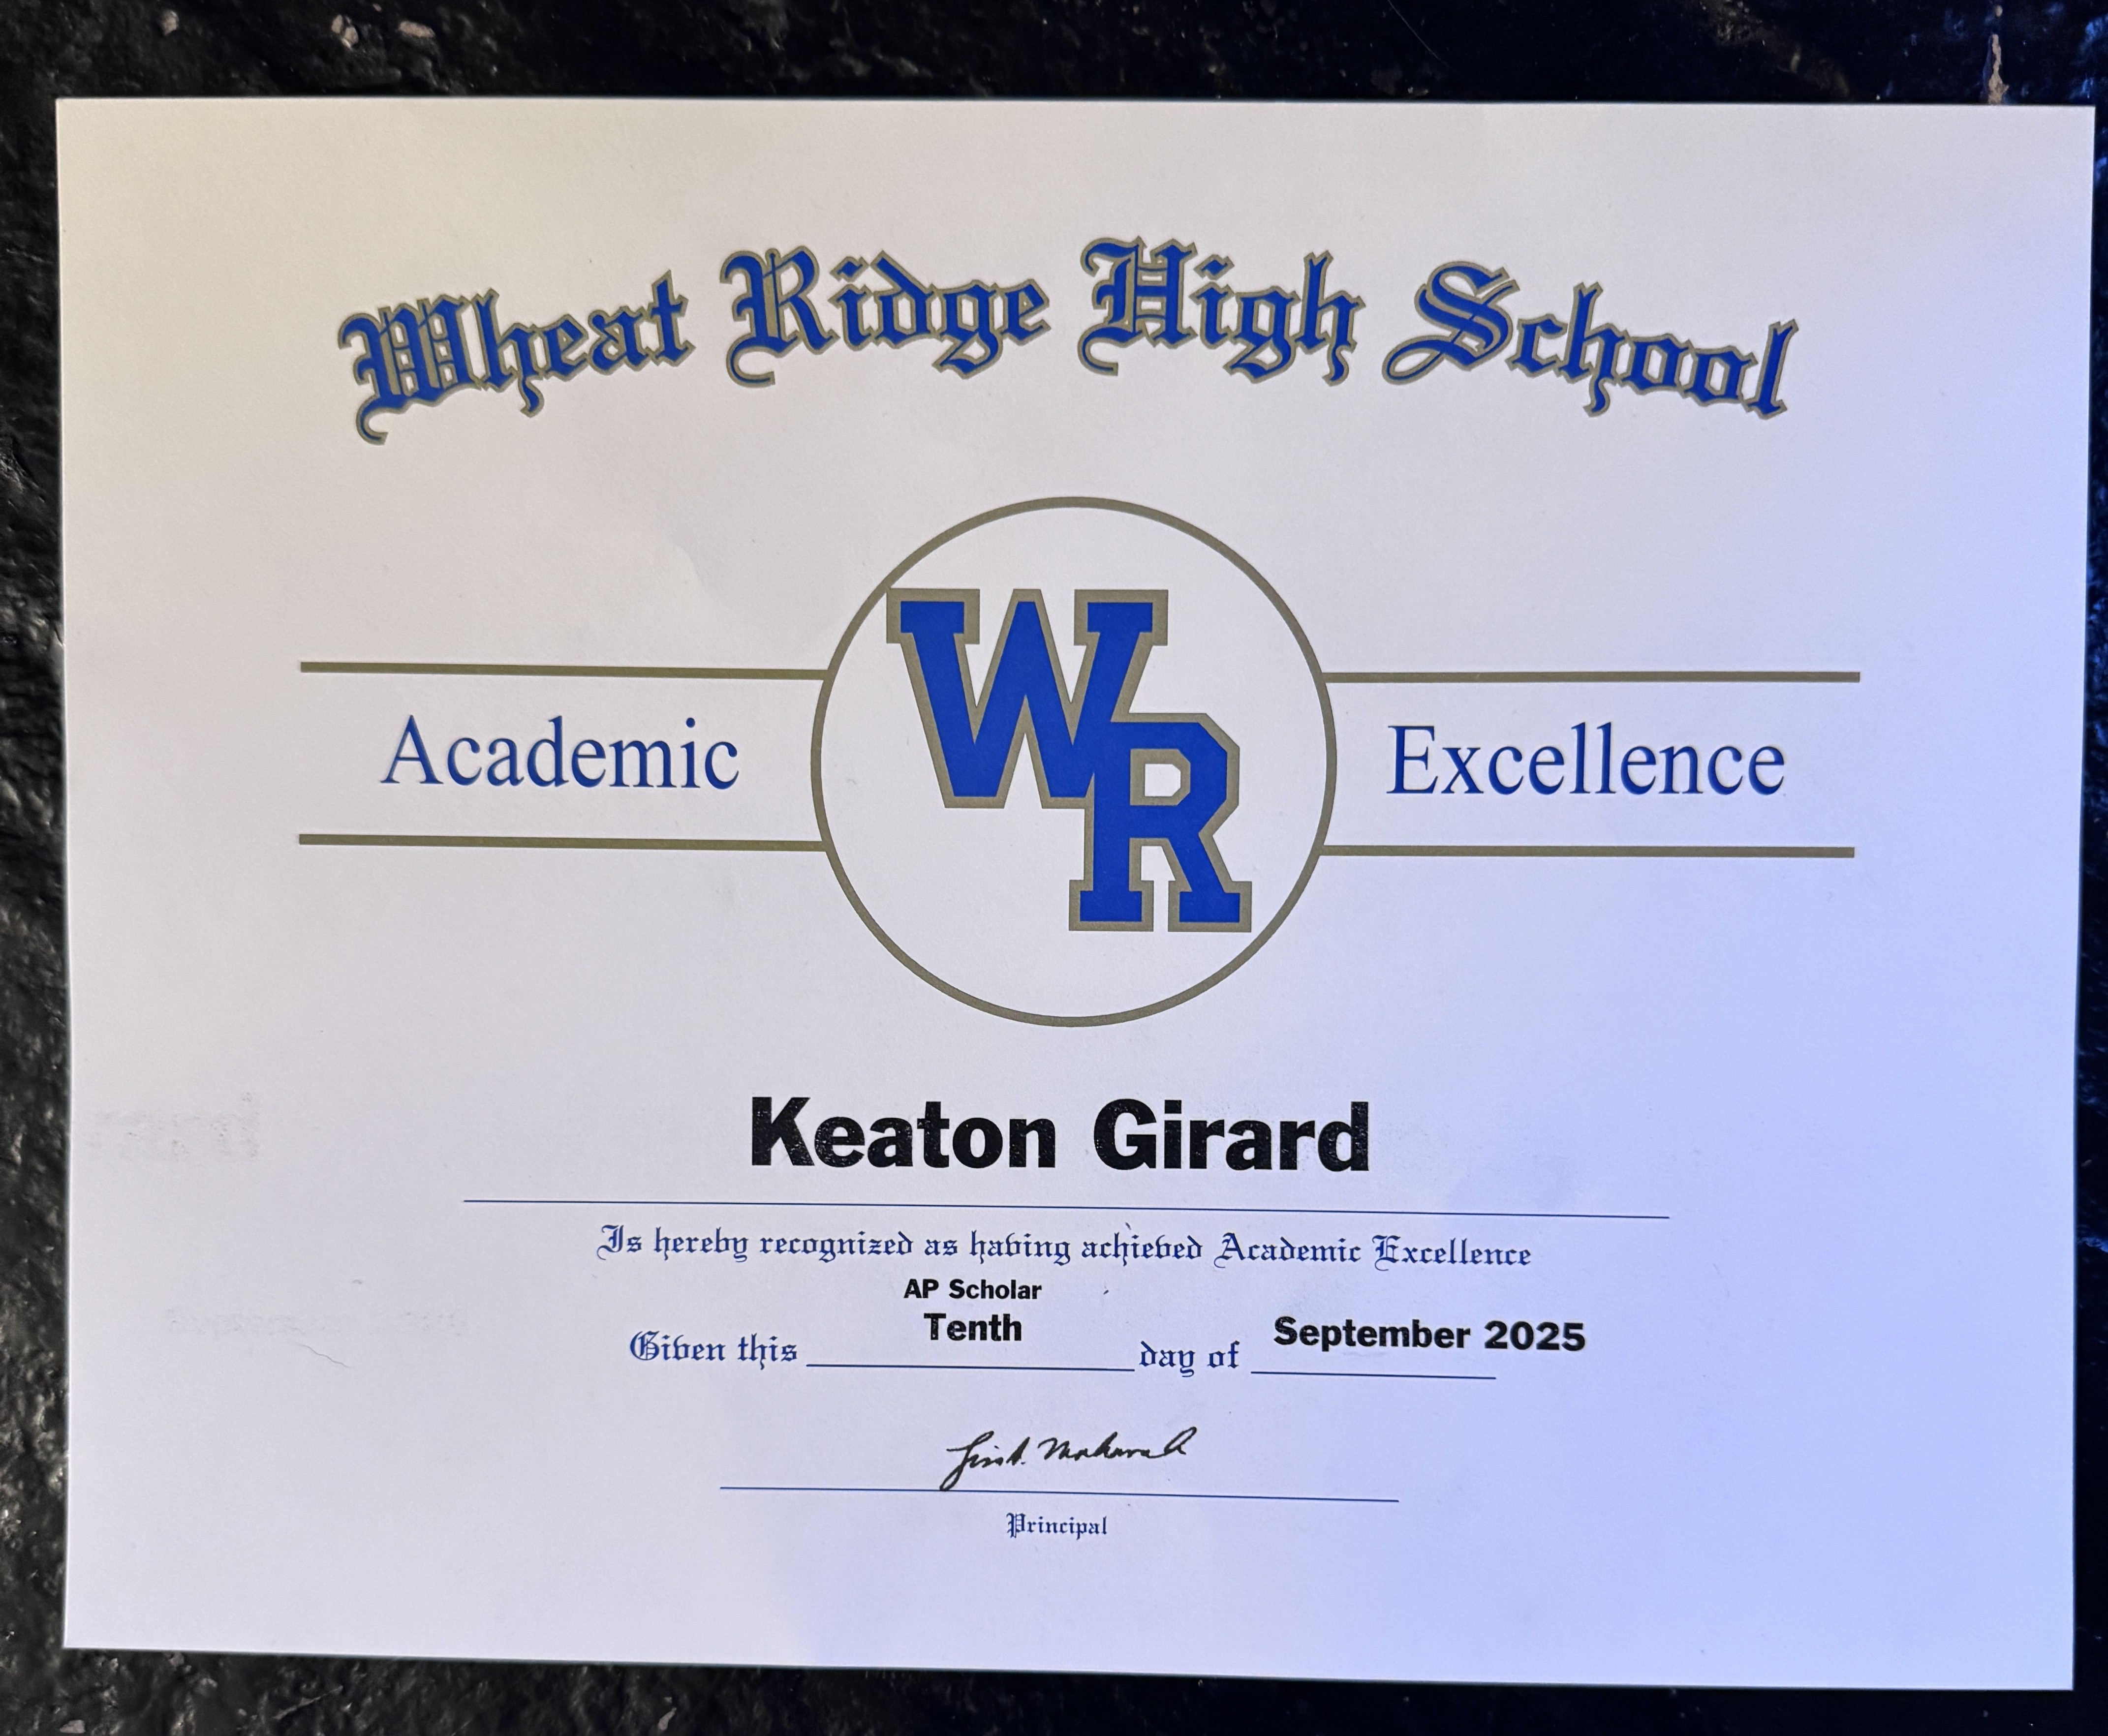 Wheat Ridge High School
Academic WR Excellence
Keaton Girard
Is hereby recognized as having achieved Academic Excellence
AP Scholar
Given this Tenth day of September 2025
Principal